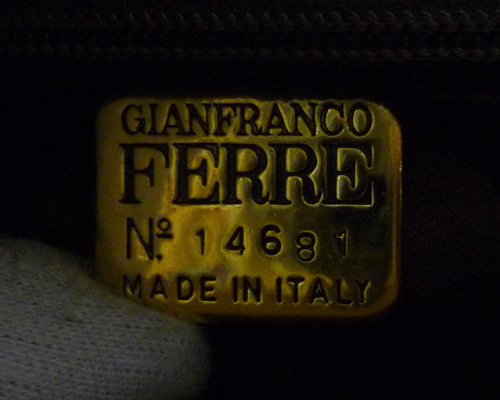 GIANFRANCO
FERRE
Nº. 14681
MADE IN ITALY